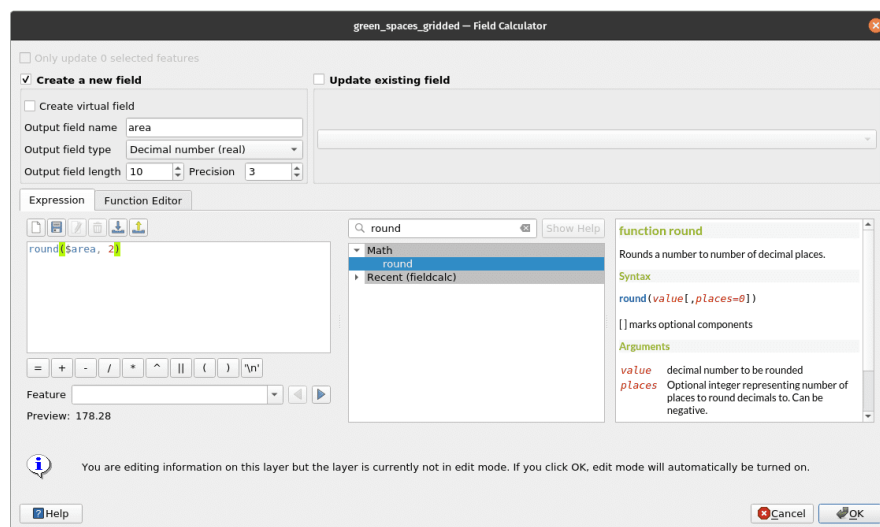 green_spaces_gridded — Field Calculator
Only update 0 selected features
Create a new field
Update existing field
Create virtual field
Output field name area
Output field type Decimal number (real)
Output field length 10 Precision 3
Expression Function Editor
round Show Help
round($area, 2)
= + - / * ^ || ( ) '\n'
Feature
Preview: 178.28
Math
round
Recent (fieldcalc)
function round
Rounds a number to number of decimal places.
Syntax
round(value[,places=0])
[ ] marks optional components
Arguments
value decimal number to be rounded
places Optional integer representing number of
places to round decimals to. Can be
negative.
You are editing information on this layer but the layer is currently not in edit mode. If you click OK, edit mode will automatically be turned on.
Help
Cancel
OK